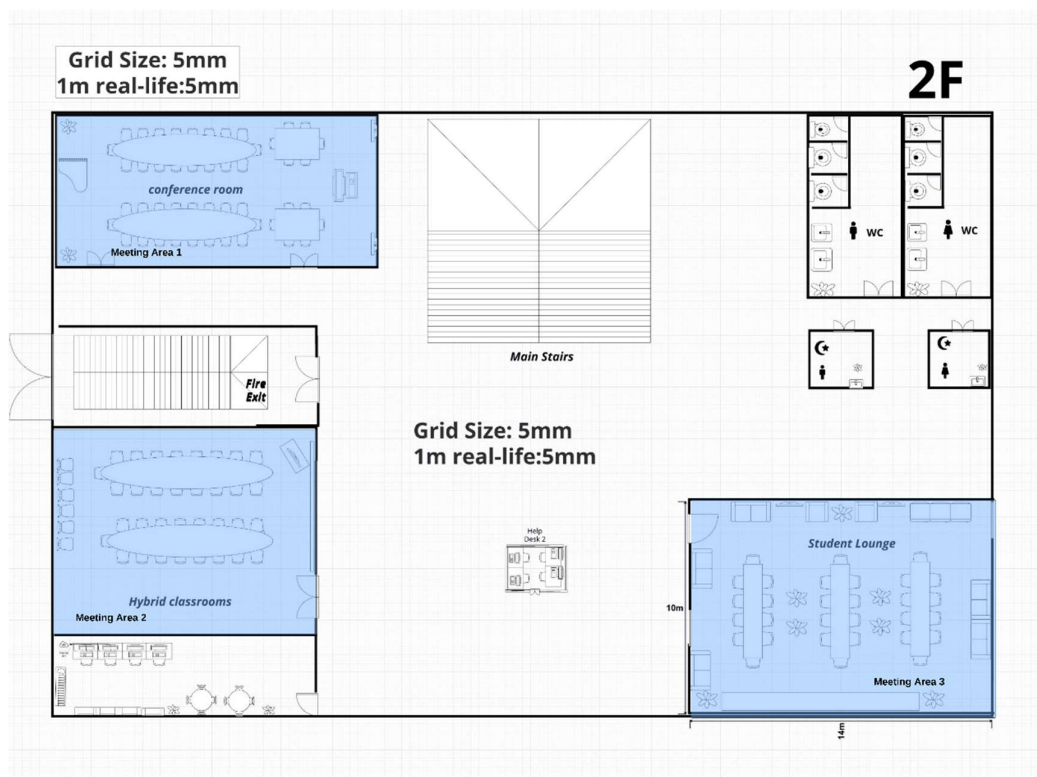 Grid Size: 5mm
1m real-life:5mm
2F
conference room
Meeting Area 1
WC
WC
Main Stairs
Fire
Exit
Grid Size: 5mm
1m real-life:5mm
Help
Desk 2
Student Lounge
Hybrid classrooms
Meeting Area 2
10m
Meeting Area 3
14m